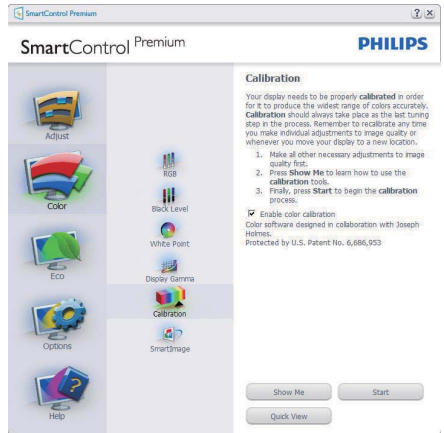 SmartControl Premium
SmartControl Premium
PHILIPS
Adjust
Color
Eco
Options
Help
RGB
Black Level
White Point
Display Gamma
Calibration
SmartImage
Calibration
Your display needs to be properly calibrated in order
for it to produce the widest range of colors accurately.
Calibration should always take place as the last tuning
step in the process. Remember to recalibrate any time
you make individual adjustments to image quality or
whenever you move your display to a new location.
1. Make all other necessary adjustments to image
quality first.
2. Press Show Me to learn how to use the
calibration tools.
3. Finally, press Start to begin the calibration
process.
Enable color calibration
Color software designed in collaboration with Joseph
Holmes.
Protected by U.S. Patent No. 6,686,953
Show Me
Start
Quick View